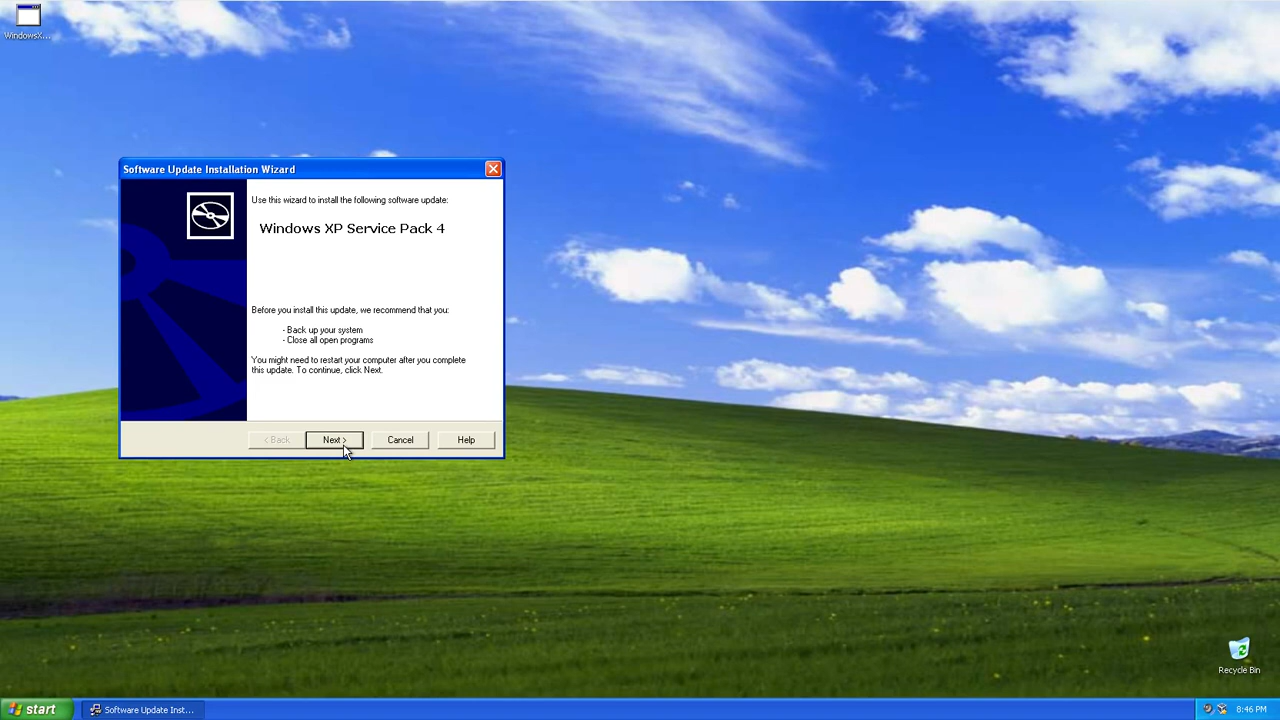 WindowsX...
Software Update Installation Wizard
Use this wizard to install the following software update:
Windows XP Service Pack 4
Before you install this update, we recommend that you:
- Back up your system
- Close all open programs
You might need to restart your computer after you complete
this update. To continue, click Next.
< Back
Next >
Cancel
Help
Recycle Bin
start
Software Update Inst...
8:46 PM